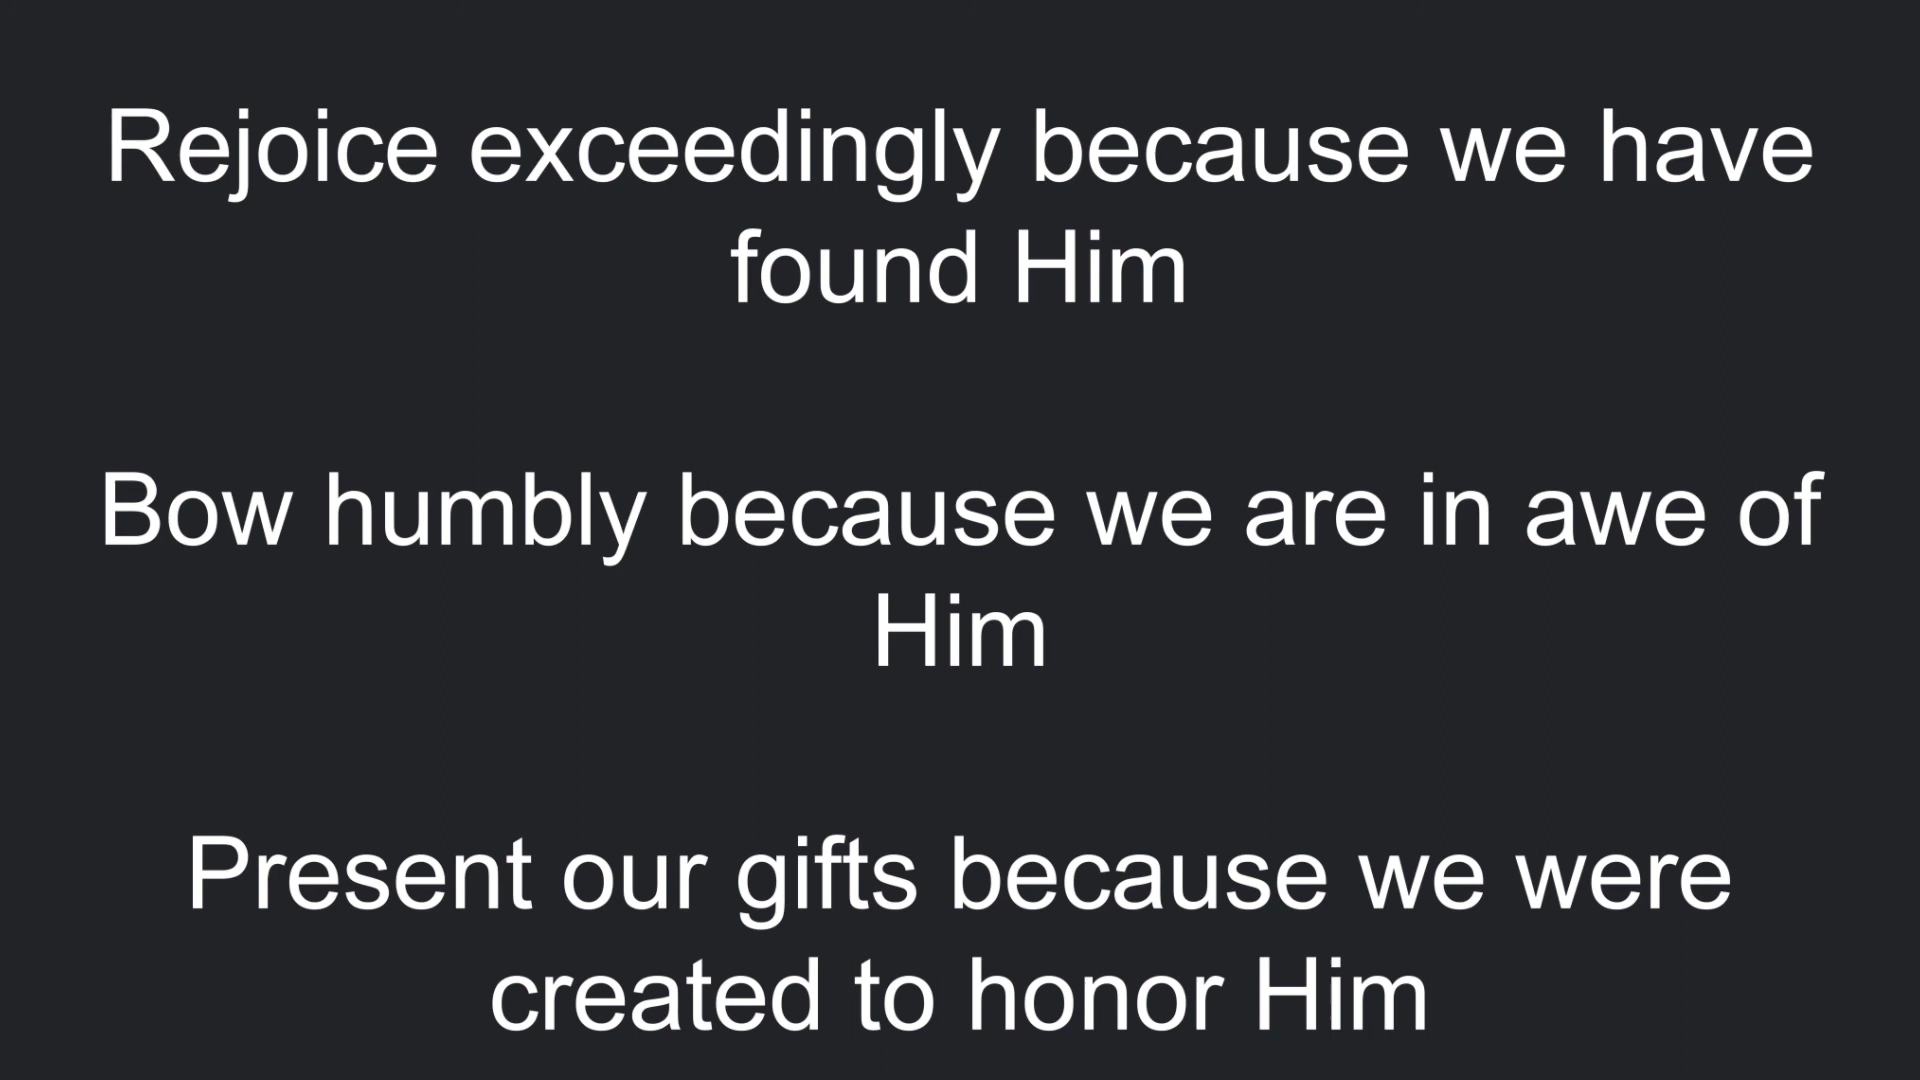 Rejoice exceedingly because we have
found Him
Bow humbly because we are in awe of
Him
Present our gifts because we were
created to honor Him